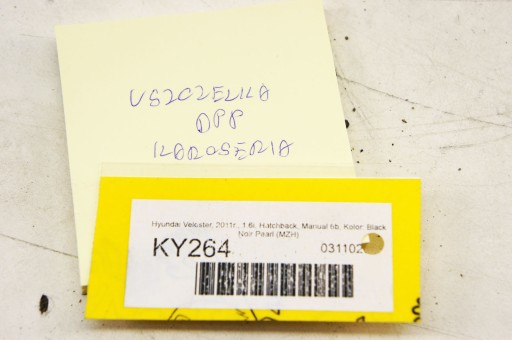 USZCZELKA
DPP
KAROSERIA
Hyundai Veloster, 2011r., 1.6i, Hatchback, Manual 6b, Kolor: Black
Noir Pearl (MZH)
KY264
031102